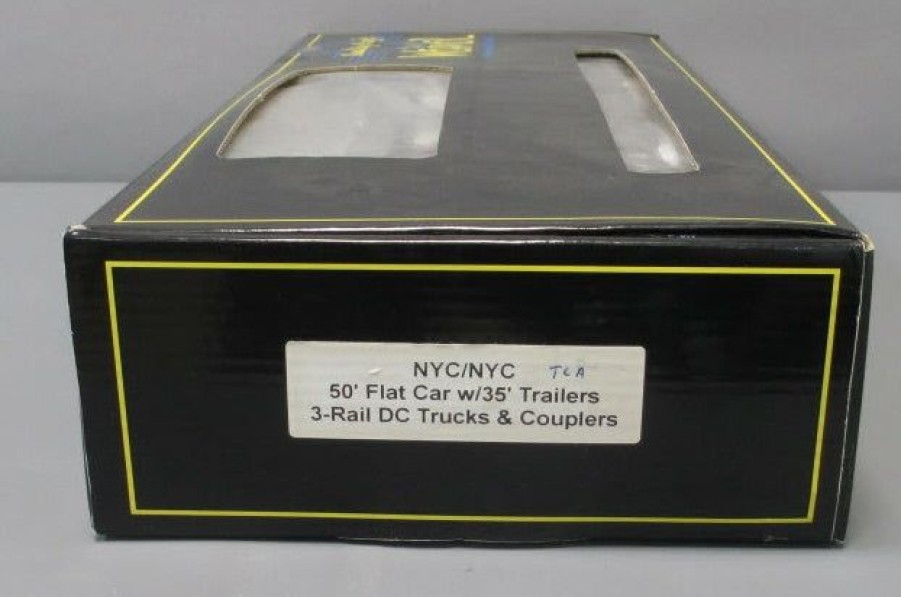 NYC/NYC TCA
50' Flat Car w/35' Trailers
3-Rail DC Trucks & Couplers